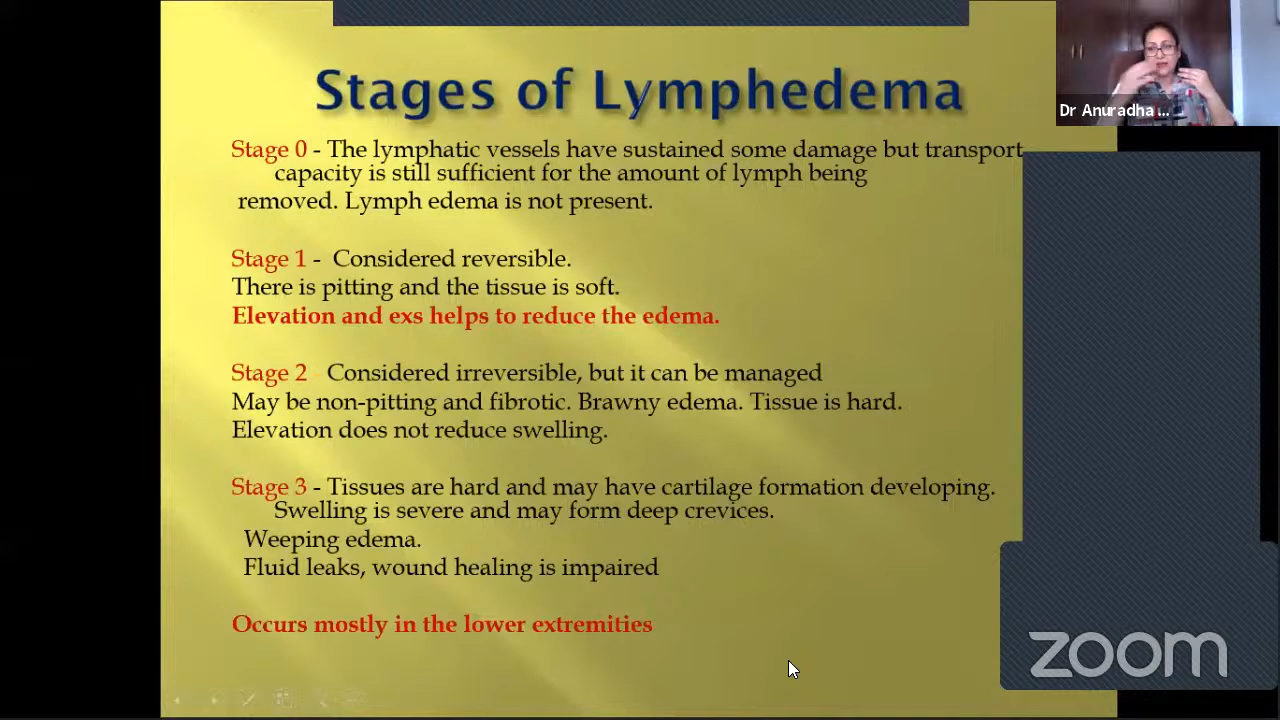 Stages of Lymphedema
Dr Anuradha ...
Stage 0 - The lymphatic vessels have sustained some damage but transport
capacity is still sufficient for the amount of lymph being
removed. Lymph edema is not present.
Stage 1 - Considered reversible.
There is pitting and the tissue is soft.
Elevation and exs helps to reduce the edema.
Stage 2 - Considered irreversible, but it can be managed
May be non-pitting and fibrotic. Brawny edema. Tissue is hard.
Elevation does not reduce swelling.
Stage 3 - Tissues are hard and may have cartilage formation developing.
Swelling is severe and may form deep crevices.
Weeping edema.
Fluid leaks, wound healing is impaired
Occurs mostly in the lower extremities
zoom